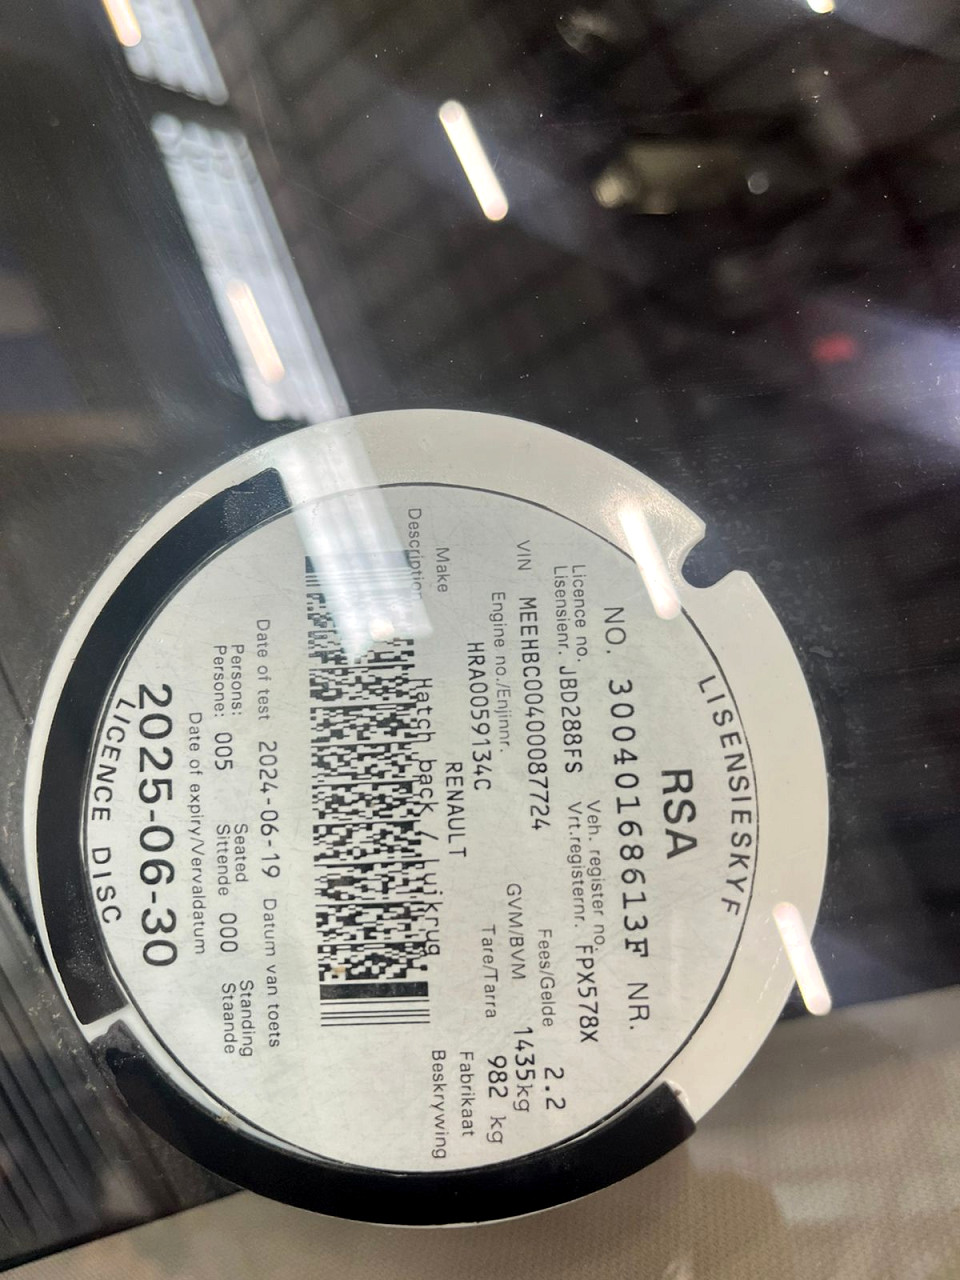 LISENSIESKYF
RSA
NO. 30040168613F NR.
Licence no. Veh. register no.
Lisensienr. JBD288FS Vrt.registernr. FPX578X
Fees/Gelde 2.2
VIN MEEHBC00400087724 GVM/BVM 1435kg
Engine no./Enjinnr. Tare/Tarra 982 kg
HRA0059134C
Make RENAULT Fabrikaat
Description Hatch back / Luikrug Beskrywing
Date of test 2024-06-19 Datum van toets
Persons: Seated Standing
Persone: 005 Sittende 000 Staande
Date of expiry/Vervaldatum
2025-06-30
LICENCE DISC